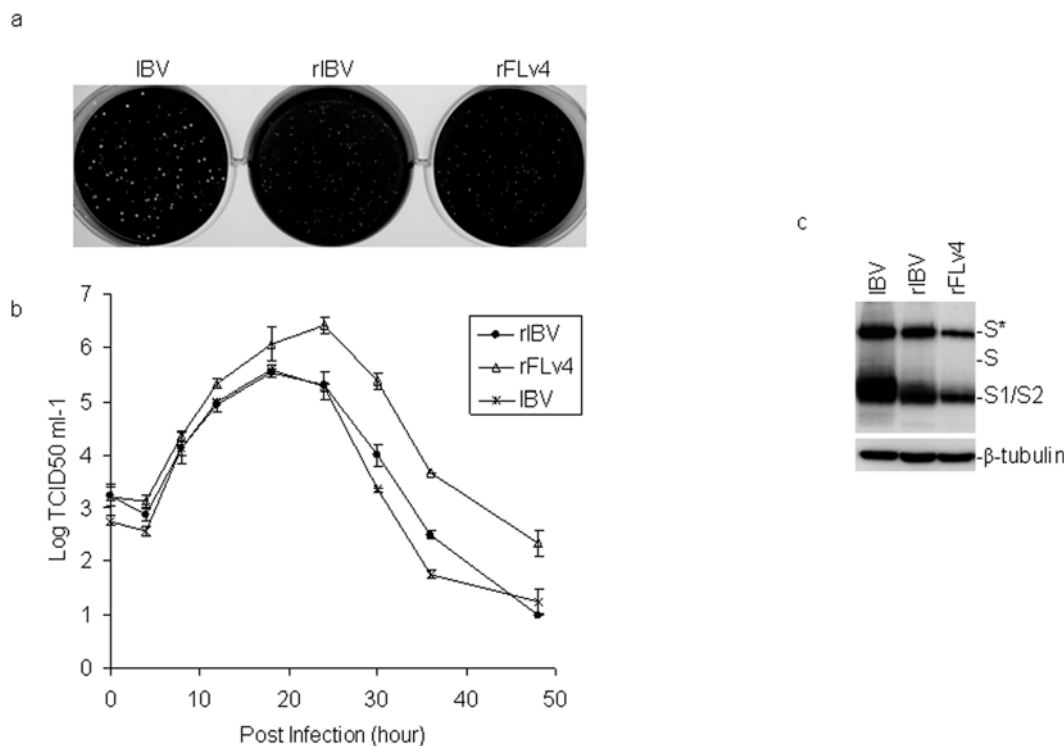 a
IBV rIBV rFLv4
b
7
6
5
4
3
2
1
0
Log TCID50 ml-1
rIBV
rFLv4
IBV
0 10 20 30 40 50
Post Infection (hour)
c
IBV rIBV rFLv4
-S*
-S
-S1/S2
-β-tubulin